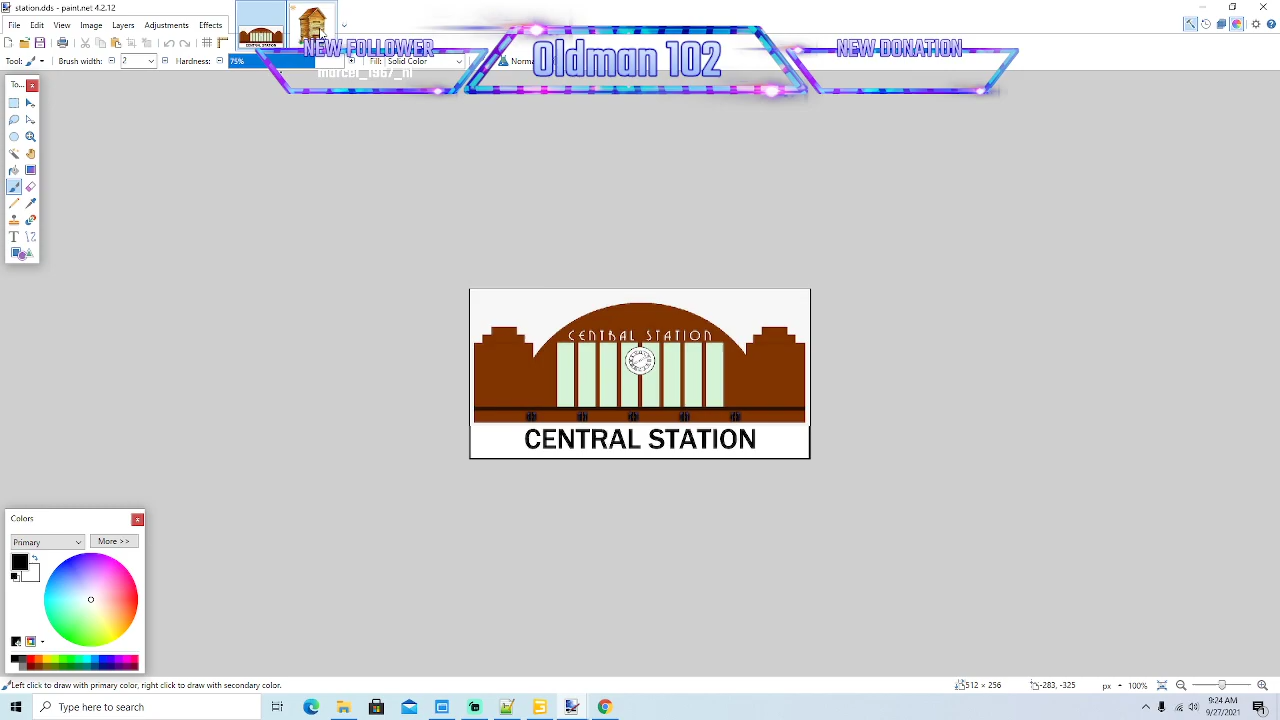 station.dds - paint.net 4.2.12
File Edit View Image Layers Adjustments Effects
NEW FOLLOWER
Oldman 102
NEW DONATION
Tool:
Hardness:
75%
Fill:
Solid Color
marcel_1967_nl
CENTRAL STATION
CENTRAL STATION
Colors
Primary
More >>
Left click to draw with primary color, right click to draw with secondary color.
512 × 256
-283, -325
px
100%
Type here to search
9:24 AM
9/27/2021